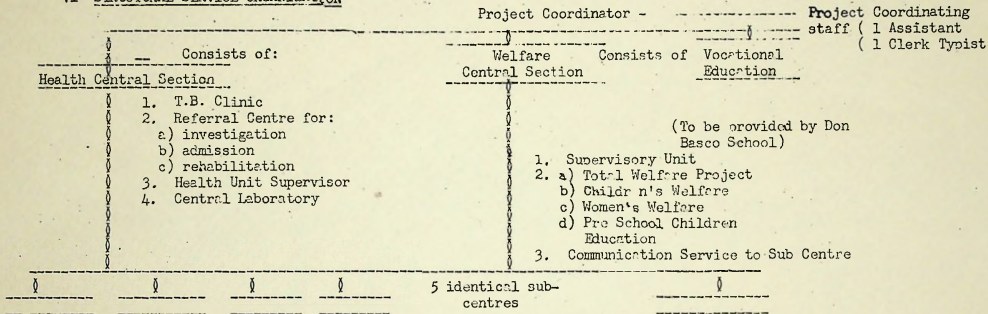 Project Coordinator - Project Coordinating
staff ( 1 Assistant
( 1 Clerk Typist
Consists of:
Health Central Section
1. T.B. Clinic
2. Referral Centre for:
a) investigation
b) admission
c) rehabilitation
3. Health Unit Supervisor
4. Central Laboratory
Welfare Consists of Vocational
Central Section Education
(To be provided by Don
Basco School)
1. Supervisory Unit
2. a) Total Welfare Project
b) Childr n's Welfare
c) Women's Welfare
d) Pre School Children
Education
3. Communication Service to Sub Centre
5 identical sub-
centres